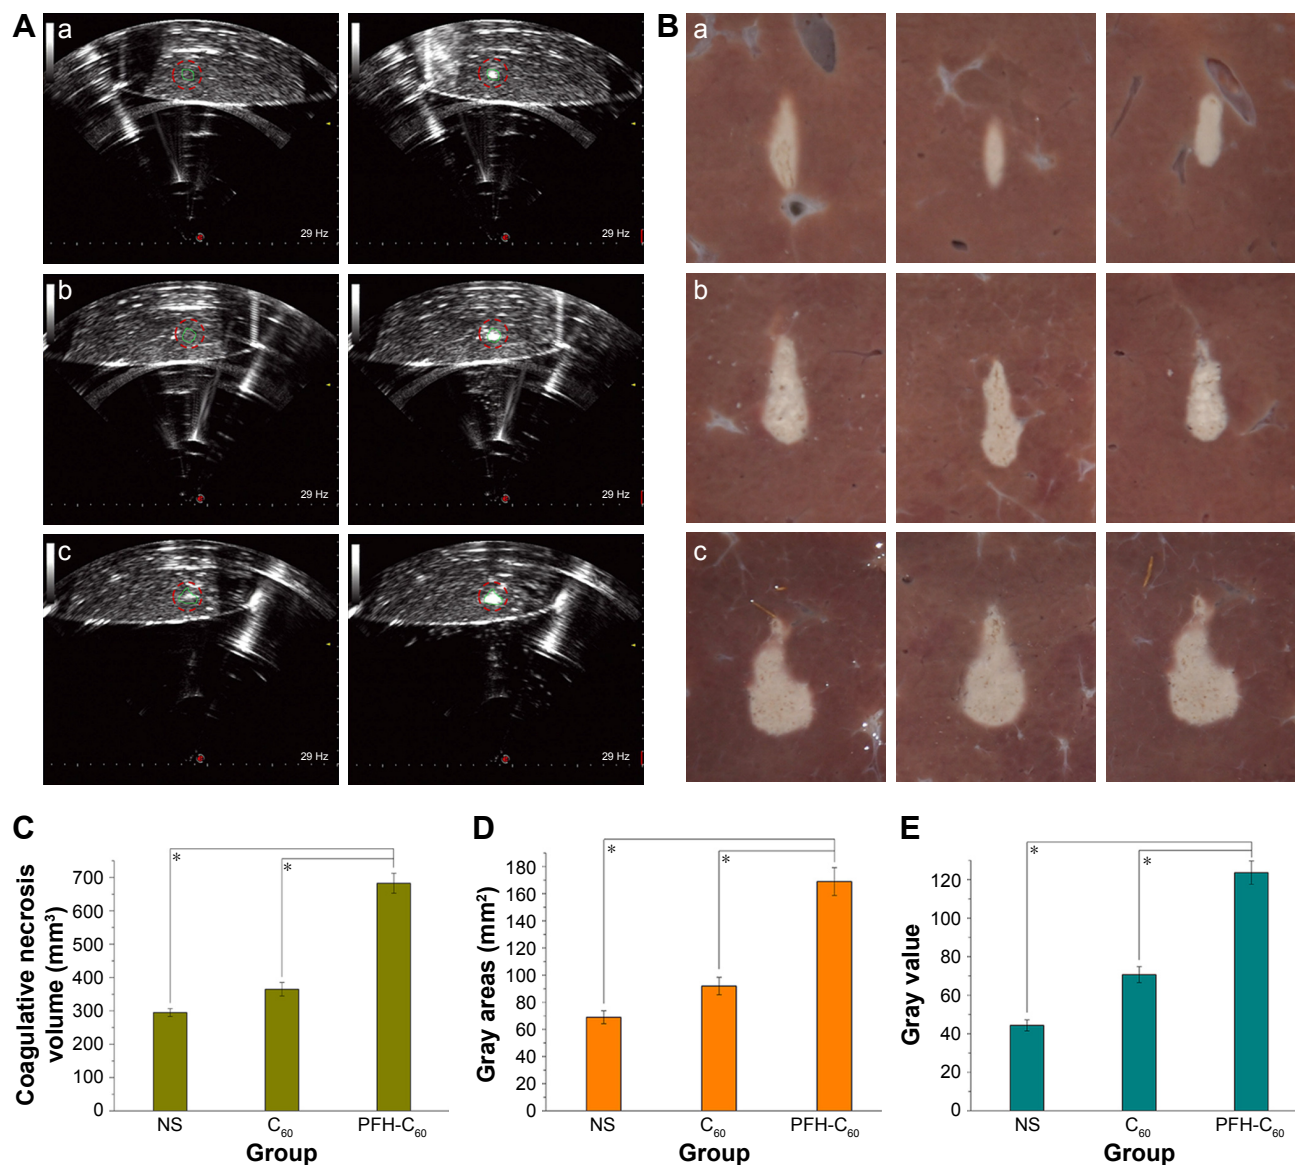 A
a
29 Hz
29 Hz
b
29 Hz
29 Hz
c
29 Hz
29 Hz
B
a
b
c
C
Coagulative necrosis
volume (mm³)
700
600
500
400
300
200
100
0
*
*
NS
C₆₀
PFH-C₆₀
Group
D
Gray areas (mm²)
180
160
140
120
100
80
60
40
20
0
*
*
NS
C₆₀
PFH-C₆₀
Group
E
Gray value
120
100
80
60
40
20
0
*
*
NS
C₆₀
PFH-C₆₀
Group